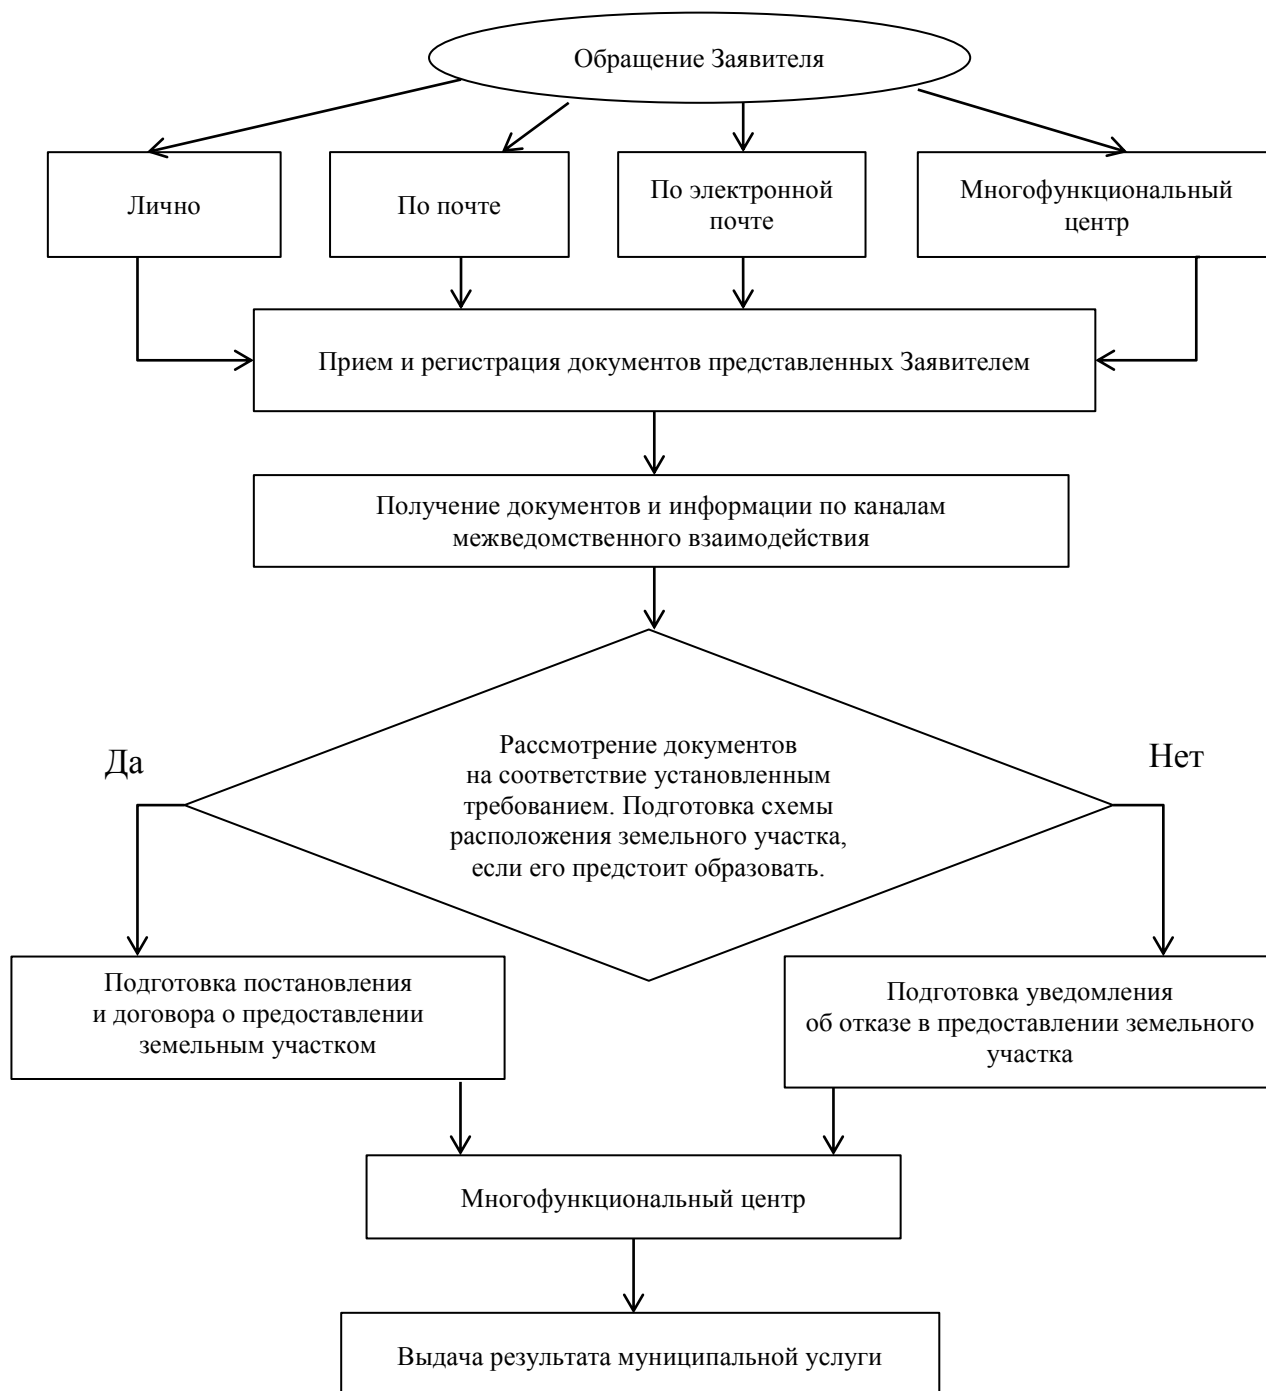 Обращение Заявителя
Лично
По почте
По электронной
почте
Многофункциональный
центр
Прием и регистрация документов представленных Заявителем
Получение документов и информации по каналам
межведомственного взаимодействия
Да
Рассмотрение документов
на соответствие установленным
требованием. Подготовка схемы
расположения земельного участка,
если его предстоит образовать.
Нет
Подготовка постановления
и договора о предоставлении
земельным участком
Подготовка уведомления
об отказе в предоставлении земельного
участка
Многофункциональный центр
Выдача результата муниципальной услуги